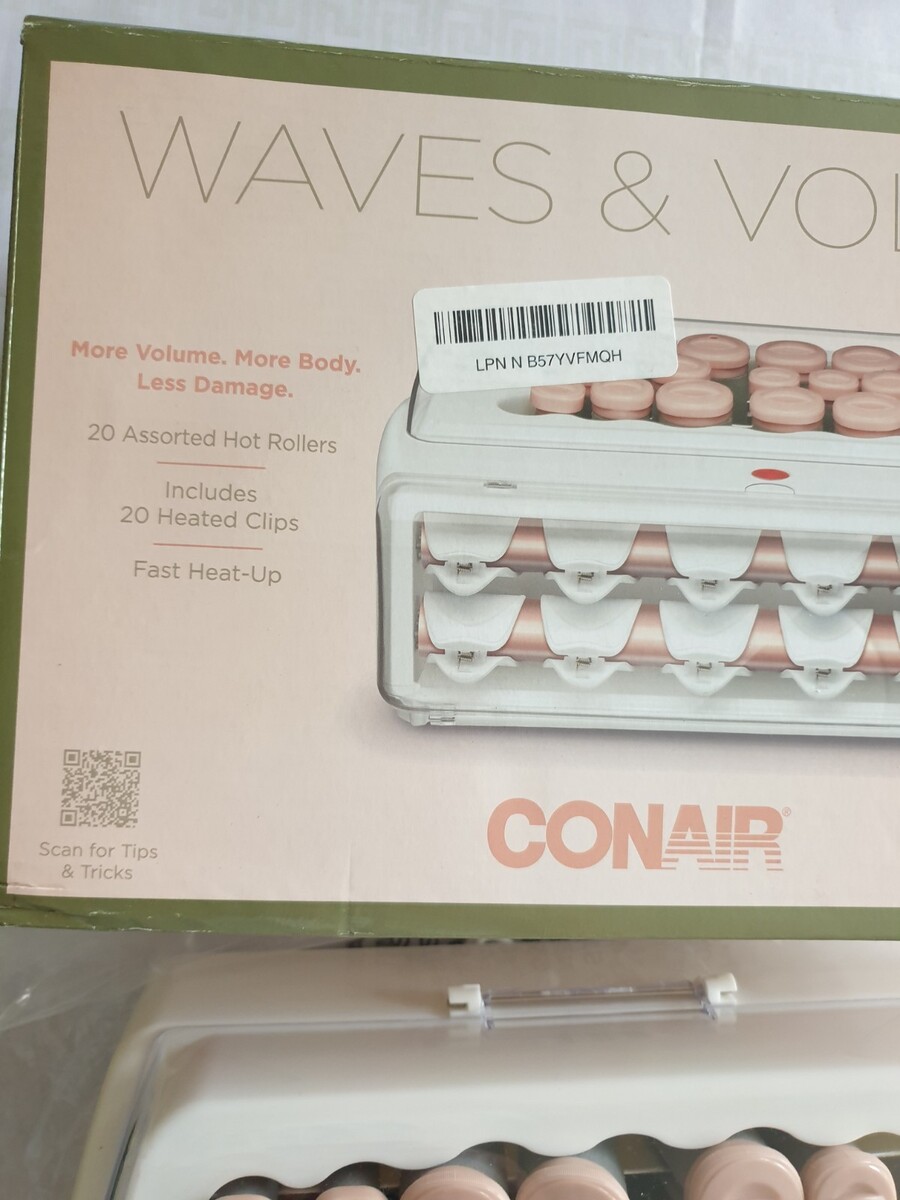 WAVES & VOL
LPN N B57YVFMQH
More Volume. More Body.
Less Damage.
20 Assorted Hot Rollers
Includes
20 Heated Clips
Fast Heat-Up
Scan for Tips
& Tricks
CONAIR®